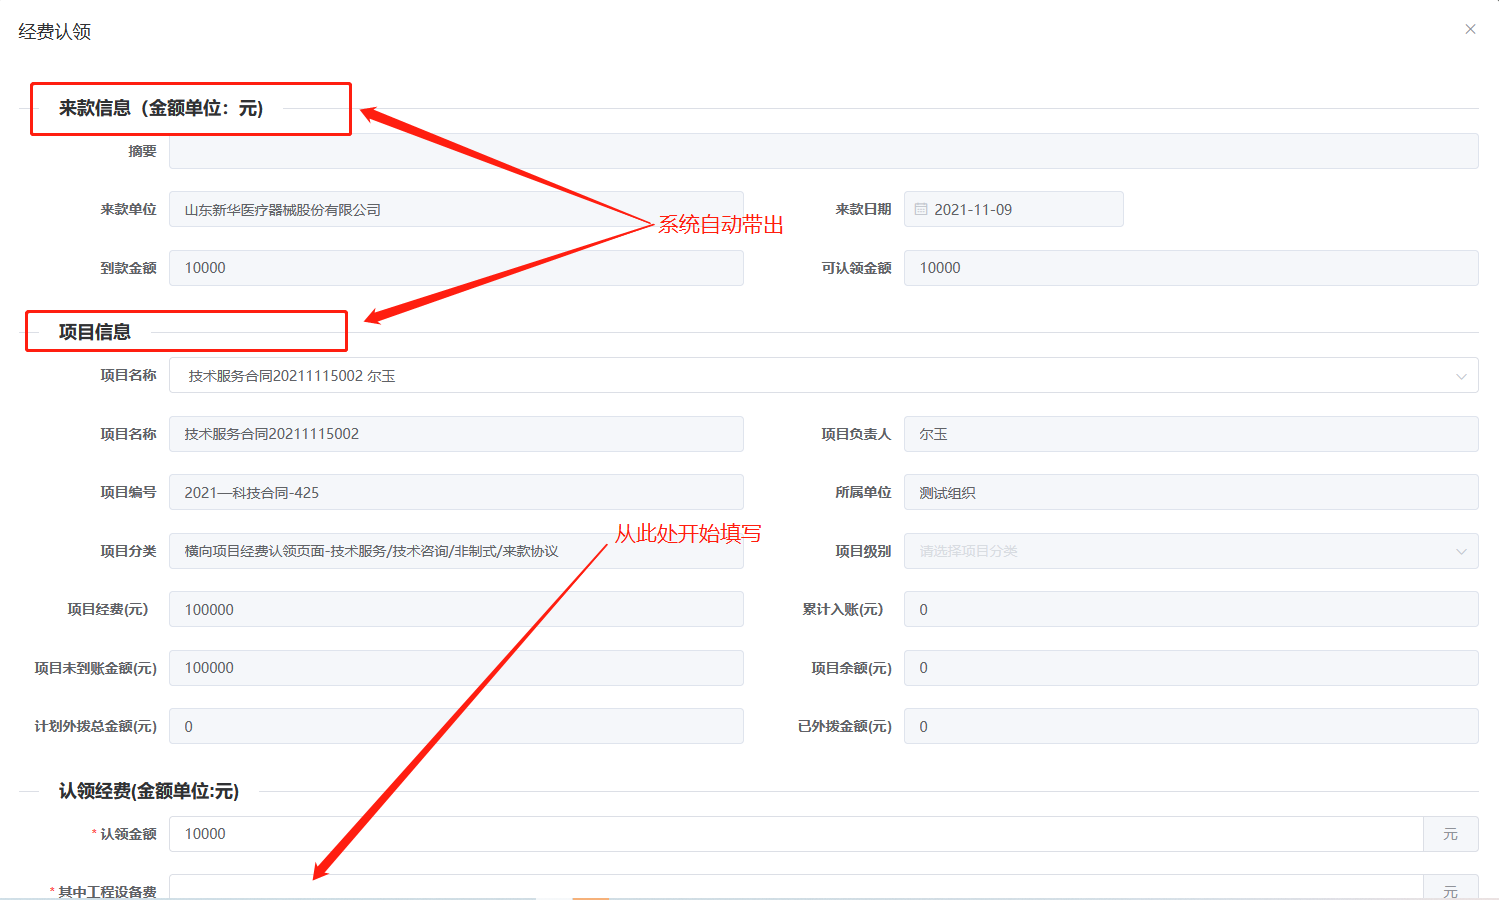 经费认领
来款信息（金额单位：元)
摘要
来款单位 山东新华医疗器械股份有限公司 来款日期 2021-11-09
系统自动带出
到款金额 10000 可认领金额 10000
项目信息
项目名称 技术服务合同20211115002 尔玉
项目名称 技术服务合同20211115002 项目负责人 尔玉
项目编号 2021—科技合同-425 所属单位 测试组织
从此处开始填写
项目分类 横向项目经费认领页面-技术服务/技术咨询/非制式/来款协议 项目级别 请选择项目分类
项目经费(元) 100000 累计入账(元) 0
项目未到账金额(元) 100000 项目余额(元) 0
计划外拨总金额(元) 0 已外拨金额(元) 0
认领经费(金额单位:元)
* 认领金额 10000 元
* 其中工程设备费 元